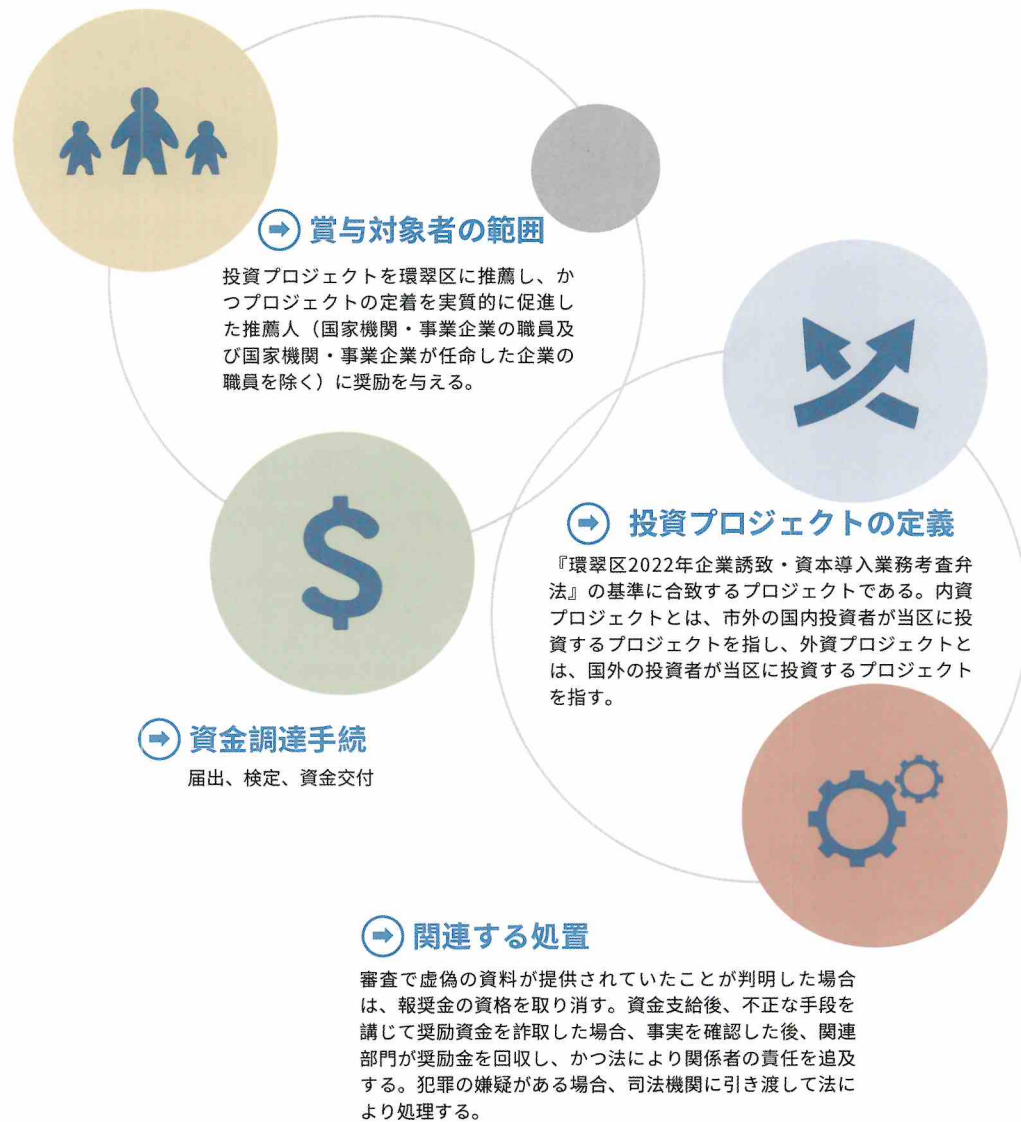 賞与対象者の範囲
投資プロジェクトを環翠区に推薦し、か
つプロジェクトの定着を実質的に促進し
た推薦人（国家機関・事業企業の職員及
び国家機関・事業企業が任命した企業の
職員を除く）に奨励を与える。
投資プロジェクトの定義
『環翠区2022年企業誘致・資本導入業務考査弁
法』の基準に合致するプロジェクトである。内資
プロジェクトとは、市外の国内投資者が当区に投
資するプロジェクトを指し、外資プロジェクトと
は、国外の投資者が当区に投資するプロジェクト
を指す。
資金調達手続
届出、検定、資金交付
関連する処置
審査で虚偽の資料が提供されていたことが判明した場合
は、報奨金の資格を取り消す。資金支給後、不正な手段を
講じて奨励資金を詐取した場合、事実を確認した後、関連
部門が奨励金を回収し、かつ法により関係者の責任を追及
する。犯罪の嫌疑がある場合、司法機関に引き渡して法に
より処理する。